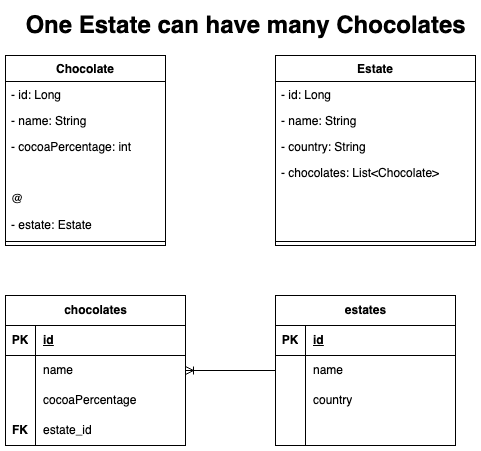 One Estate can have many Chocolates
Chocolate
- id: Long
- name: String
- cocoaPercentage: int
@
- estate: Estate
Estate
- id: Long
- name: String
- country: String
- chocolates: List<Chocolate>
chocolates
PK id
name
cocoaPercentage
FK estate_id
estates
PK id
name
country